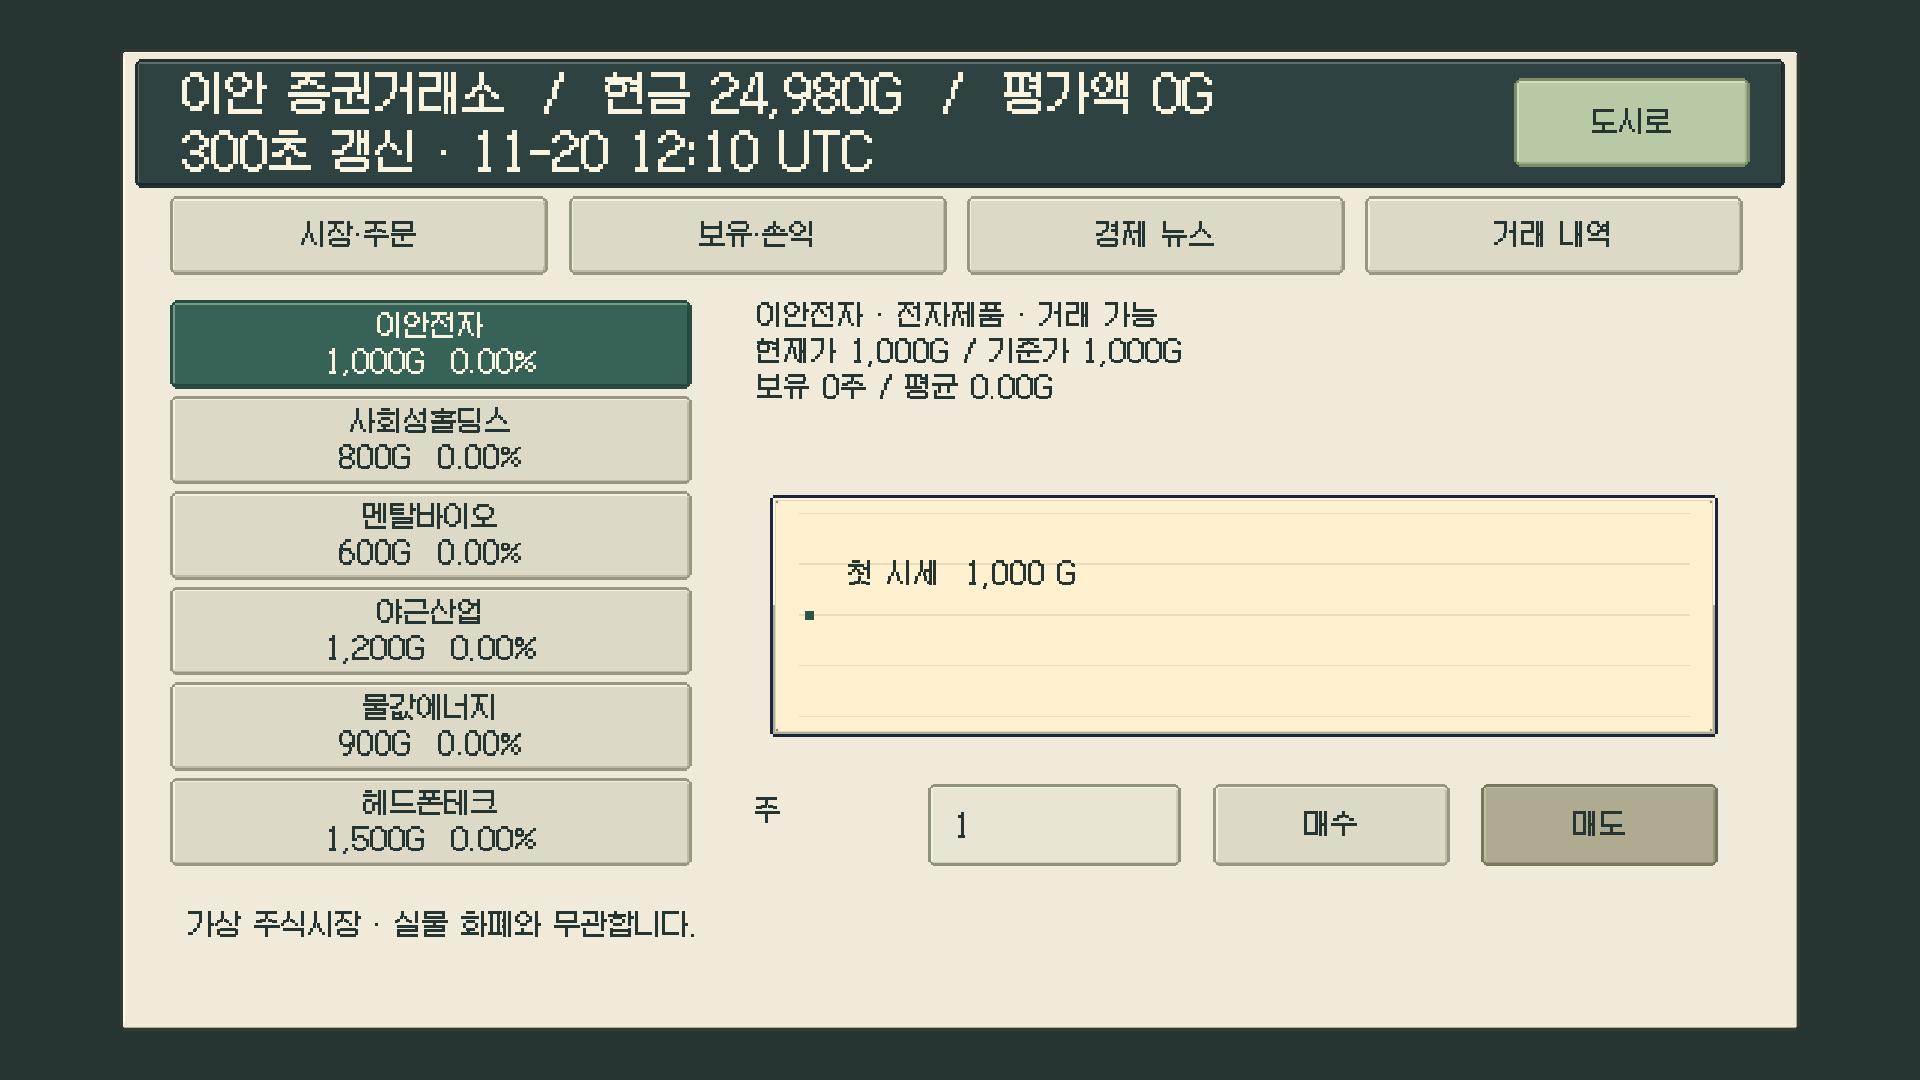 이안 증권거래소 / 현금 24,980G / 평가액 0G
300초 갱신 · 11-20 12:10 UTC
도시로
시장·주문
보유·손익
경제 뉴스
거래 내역
이안전자
1,000G 0.00%
사회성홀딩스
800G 0.00%
멘탈바이오
600G 0.00%
야근산업
1,200G 0.00%
물값에너지
900G 0.00%
헤드폰테크
1,500G 0.00%
이안전자 · 전자제품 · 거래 가능
현재가 1,000G / 기준가 1,000G
보유 0주 / 평균 0.00G
첫 시세 1,000 G
주
1
매수
매도
가상 주식시장 · 실물 화폐와 무관합니다.